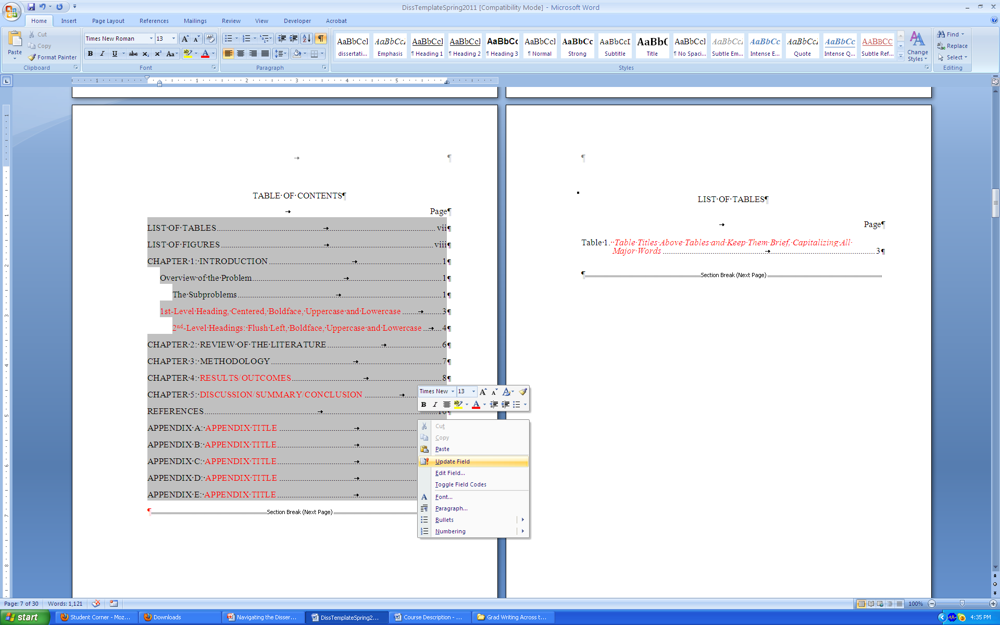 DissTemplateSpring2011 [Compatibility Mode] - Microsoft Word
Home Insert Page Layout References Mailings Review View Developer Acrobat
Paste
Cut
Copy
Format Painter
Clipboard
Times New Roman 13
Font
Paragraph
AaBbCcI AaBbCcI AaBbCcI AaBbCcI AaBbCc AaBbCcI AaBbCc AaBbCcI AaBb( AaBbCcI AaBbCcI AaBbCc AaBbCcI AaBbCc AABBCC
dissertati... Emphasis ¶ Heading 1 ¶ Heading 2 ¶ Heading 3 ¶ Normal Strong Subtitle Title ¶ No Spaci... Subtle Em... Intense E... Quote Intense Q... Subtle Ref...
Styles
Change Styles
Find
Replace
Select
Editing
TABLE·OF·CONTENTS¶
→ Page¶
LIST·OF·TABLES → vii¶
LIST·OF·FIGURES → viii¶
CHAPTER·1:·INTRODUCTION → 1¶
Overview·of·the·Problem → 1¶
The·Subproblems → 1¶
1st-Level·Heading,·Centered,·Boldface,·Uppercase·and·Lowercase → 3¶
2nd-Level·Headings:·Flush·Left,·Boldface,·Uppercase·and·Lowercase → 4¶
CHAPTER·2:·REVIEW·OF·THE·LITERATURE → 6¶
CHAPTER·3:·METHODOLOGY → 7¶
CHAPTER·4:·RESULTS/OUTCOMES → 8¶
CHAPTER·5:·DISCUSSION/SUMMARY/CONCLUSION →
REFERENCES → 10¶
APPENDIX·A:·APPENDIX·TITLE →
APPENDIX·B:·APPENDIX·TITLE →
APPENDIX·C:·APPENDIX·TITLE →
APPENDIX·D:·APPENDIX·TITLE →
APPENDIX·E:·APPENDIX·TITLE →
¶ Section Break (Next Page)
Times New 13
Cut
Copy
Paste
Update Field
Edit Field...
Toggle Field Codes
Font...
Paragraph...
Bullets
Numbering
LIST·OF·TABLES¶
→ Page¶
Table·1.··Table·Titles·Above·Tables·and·Keep·Them·Brief,·Capitalizing·All·
Major·Words → 3¶
¶ Section Break (Next Page)
Page: 7 of 30 Words: 1,121 100%
start Student Corner - Moz... Downloads Navigating the Disser... DissTemplateSpring2... Course Description - ... Grad Writing Across t... 4:35 PM